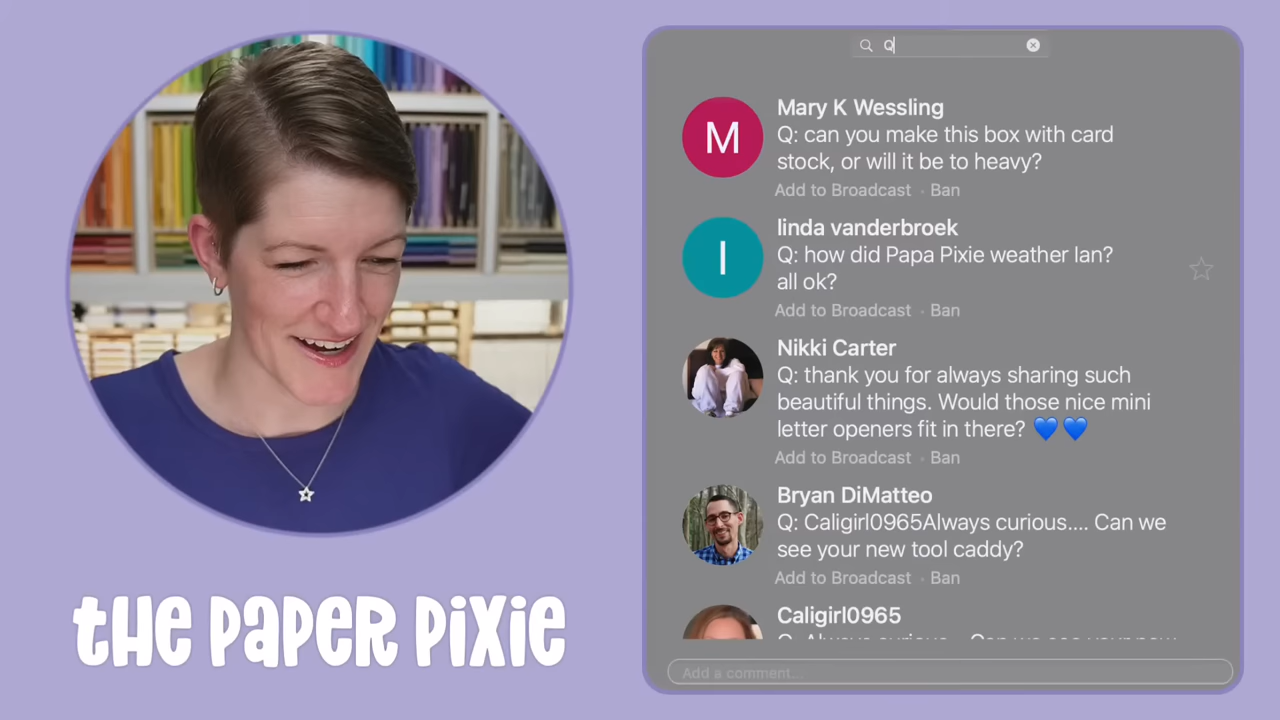 Q
Mary K Wessling
M
Q: can you make this box with card
stock, or will it be to heavy?
Add to Broadcast · Ban
linda vanderbroek
l
Q: how did Papa Pixie weather Ian?
all ok?
Add to Broadcast · Ban
Nikki Carter
Q: thank you for always sharing such
beautiful things. Would those nice mini
letter openers fit in there? 💙💙
Add to Broadcast · Ban
Bryan DiMatteo
Q: Caligirl0965Always curious.... Can we
see your new tool caddy?
Add to Broadcast · Ban
Caligirl0965
Add a comment...
the paper pixie